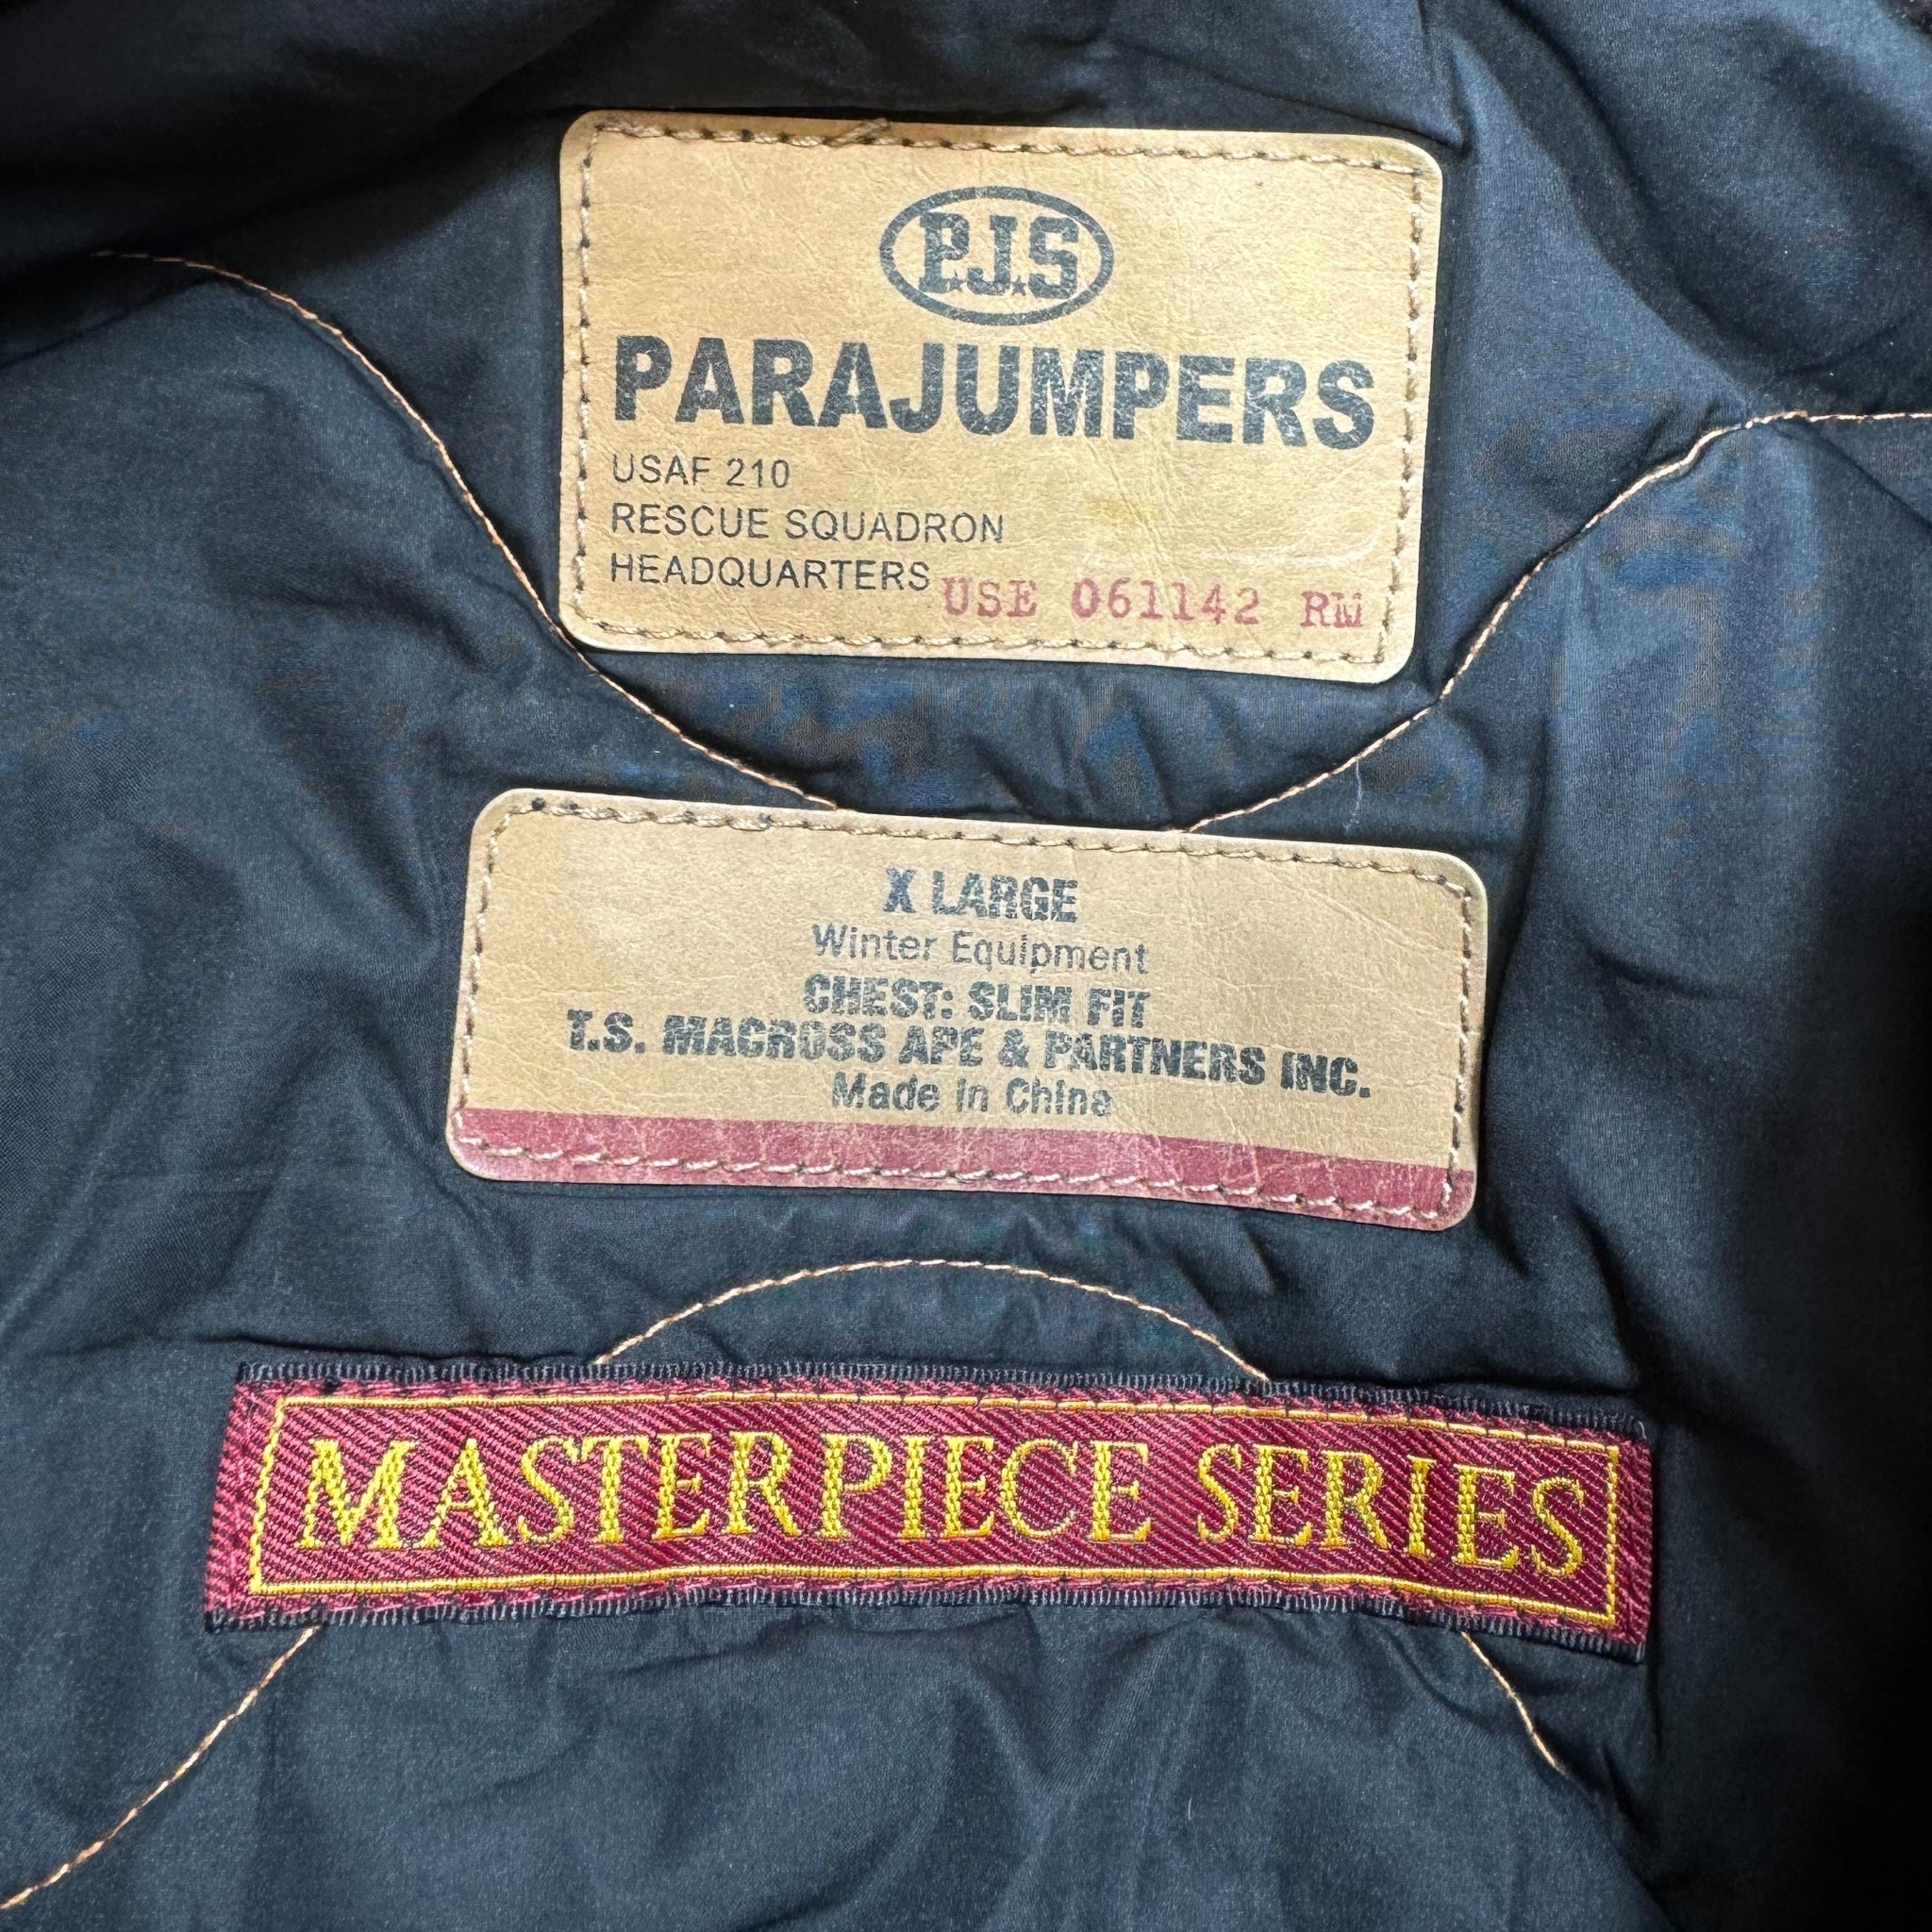 P.J.S
PARAJUMPERS
USAF 210
RESCUE SQUADRON
HEADQUARTERS
USE 061142 RM
X LARGE
Winter Equipment
CHEST: SLIM FIT
T.S. MACROSS APE & PARTNERS INC.
Made in China
MASTERPIECE SERIES